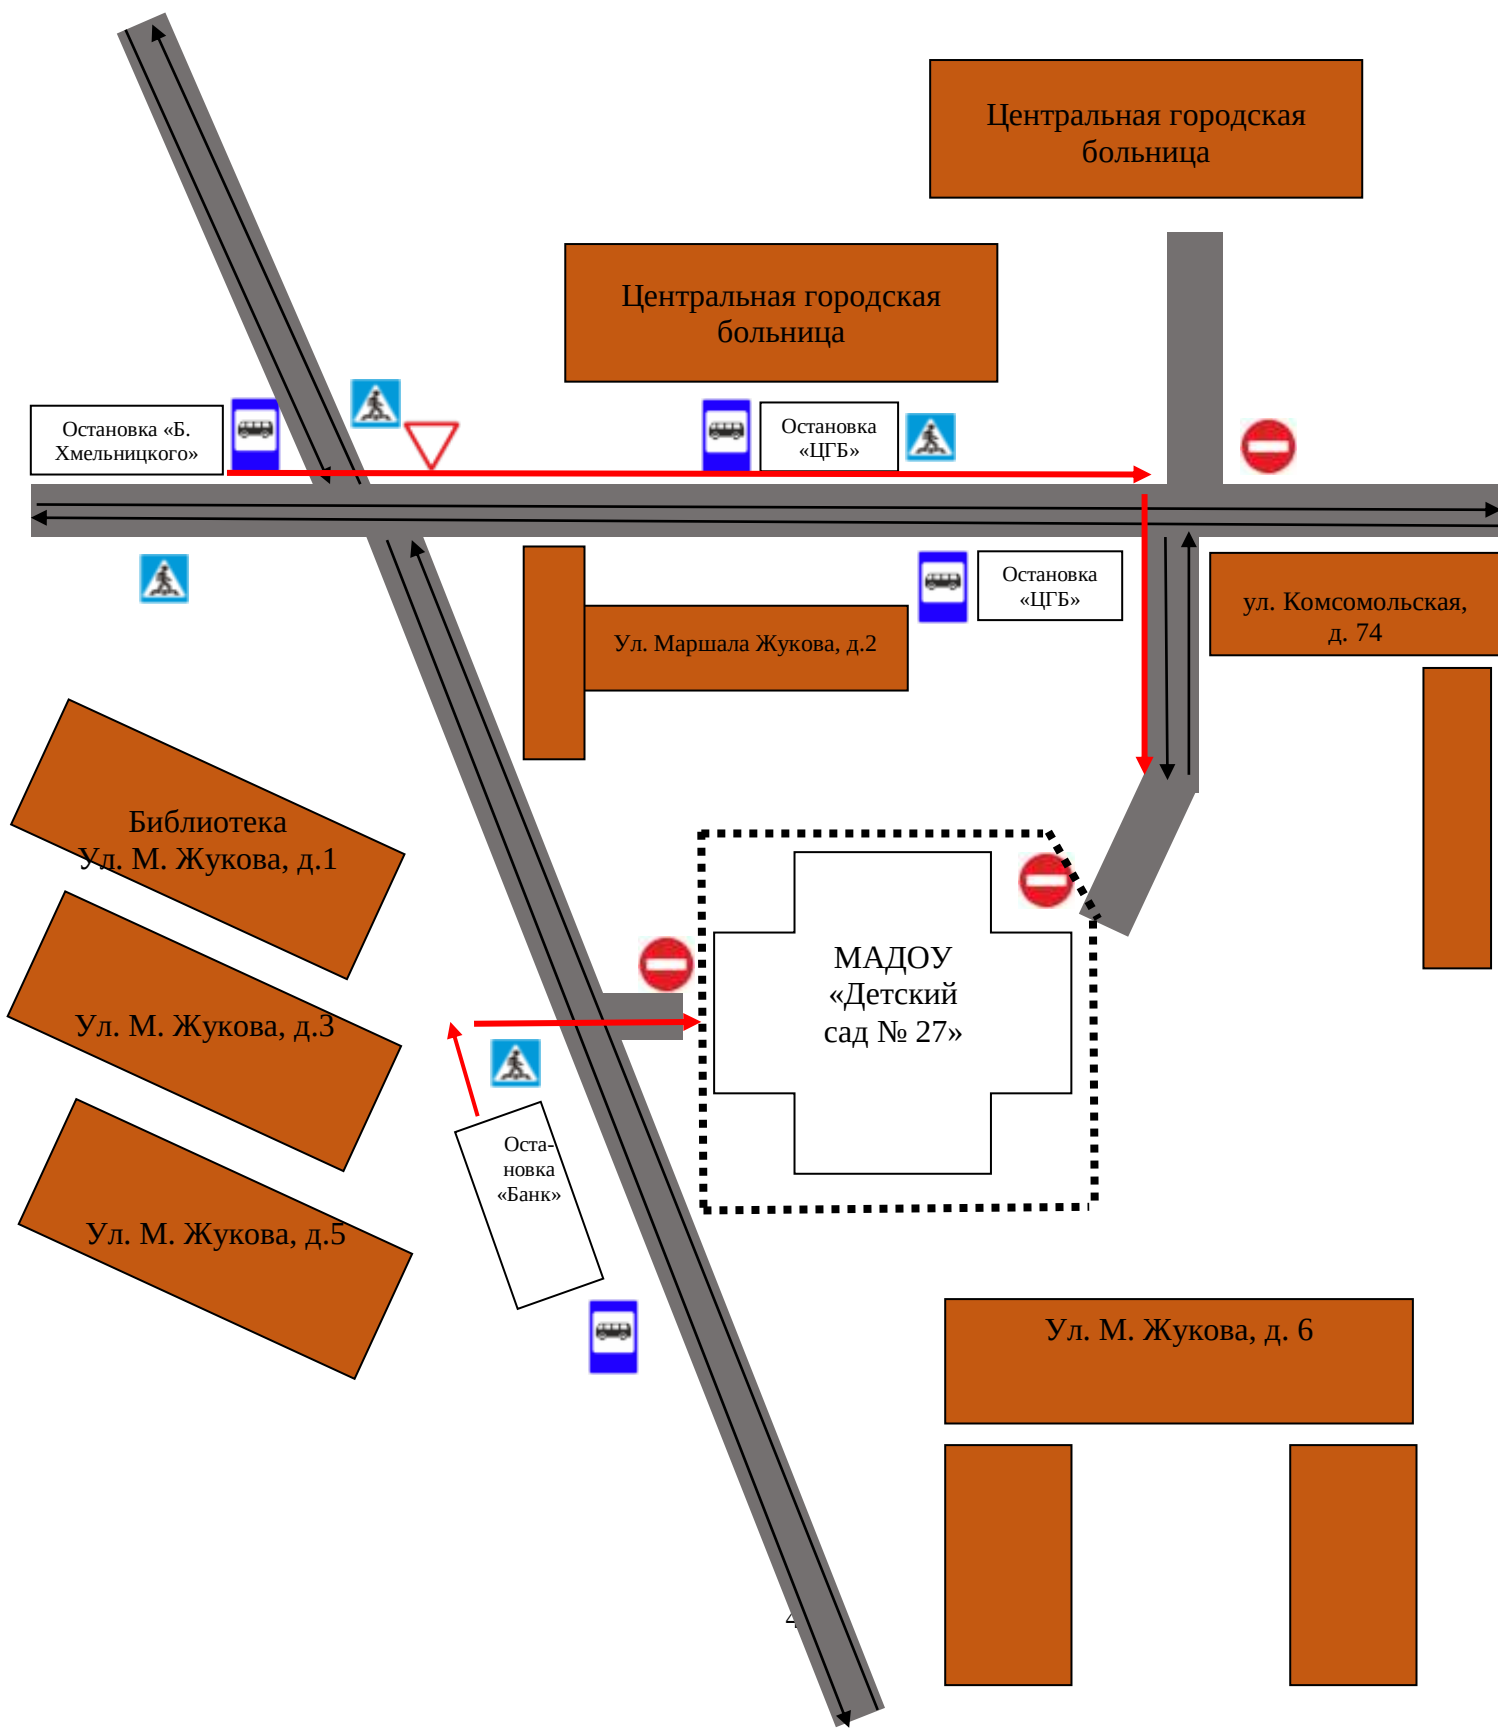 Центральная городская
больница
Центральная городская
больница
Остановка «Б.
Хмельницкого»
Остановка
«ЦГБ»
Остановка
«ЦГБ»
ул. Комсомольская,
д. 74
Ул. Маршала Жукова, д.2
Библиотека
Ул. М. Жукова, д.1
МАДОУ
«Детский
сад № 27»
Ул. М. Жукова, д.3
Оста-
новка
«Банк»
Ул. М. Жукова, д.5
Ул. М. Жукова, д. 6
4